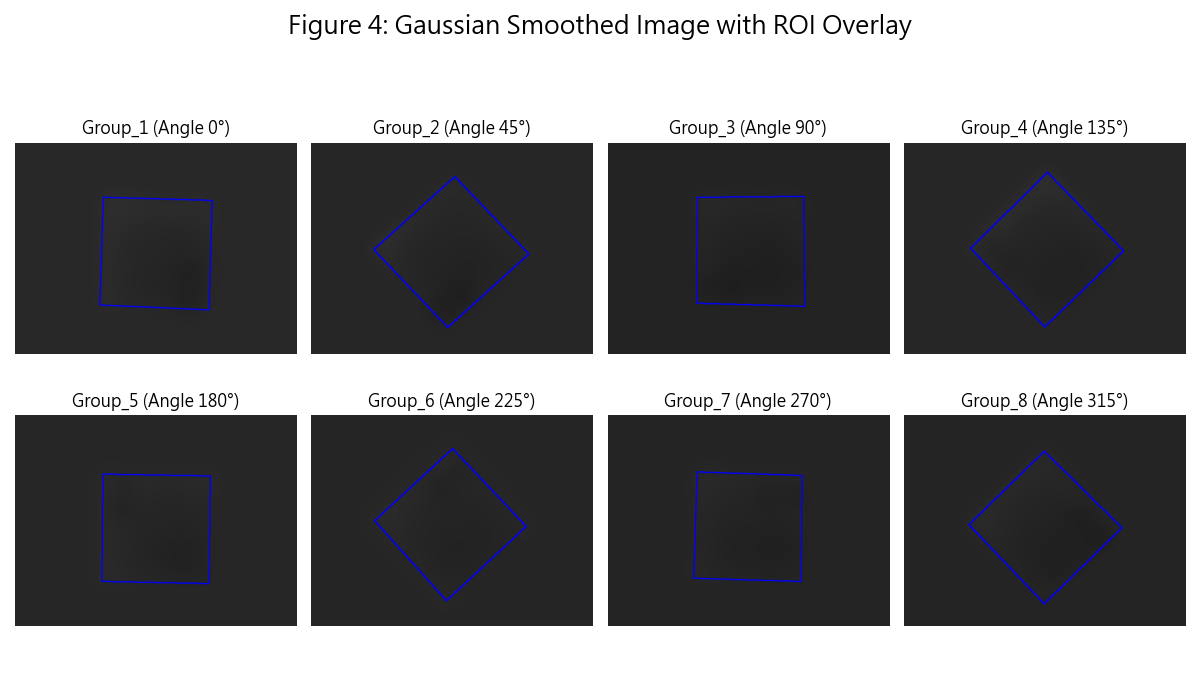 Figure 4: Gaussian Smoothed Image with ROI Overlay
Group_1 (Angle 0°)
Group_2 (Angle 45°)
Group_3 (Angle 90°)
Group_4 (Angle 135°)
Group_5 (Angle 180°)
Group_6 (Angle 225°)
Group_7 (Angle 270°)
Group_8 (Angle 315°)